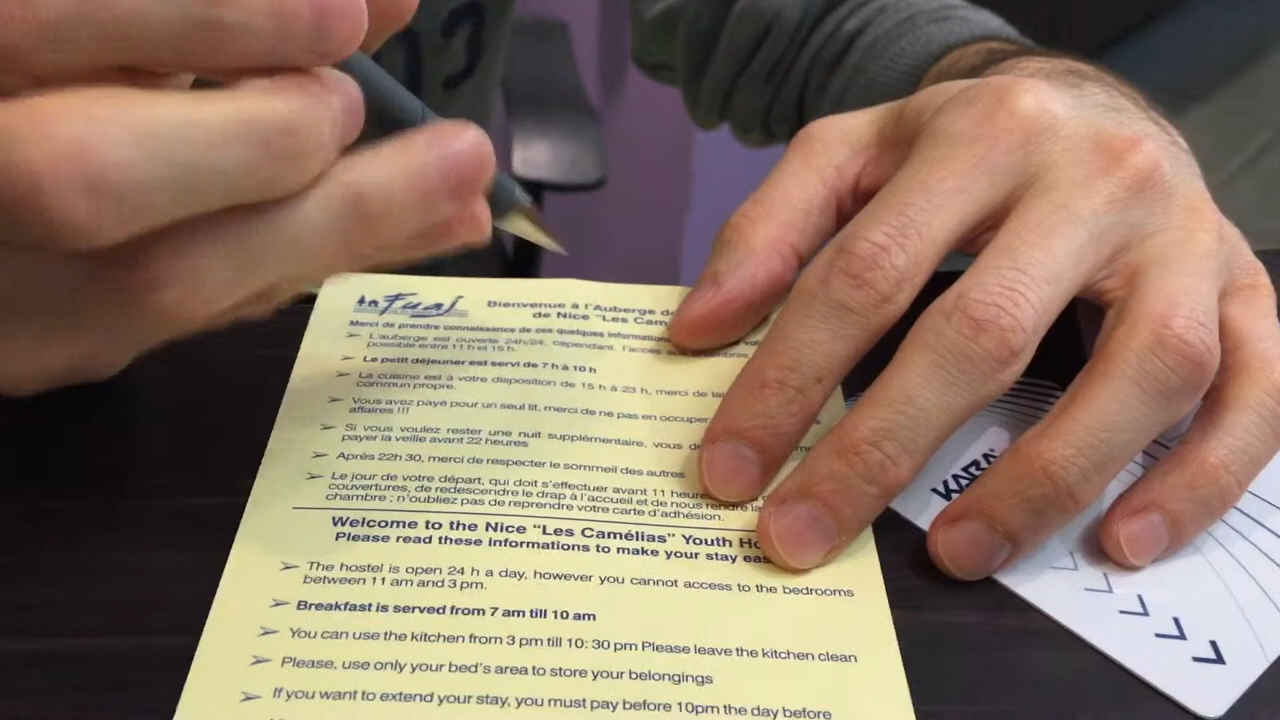 Fuaj
Bienvenue à l'Auberge de
de Nice "Les Cam
Merci de prendre connaissance de ces quelques informations
➢ L'auberge est ouverte 24h/24, cependant, l'accès aux chambres
possible entre 11 h et 15 h.
➢ Le petit déjeuner est servi de 7 h à 10 h
➢ La cuisine est à votre disposition de 15 h à 23 h, merci de
commun propre.
➢ Vous avez payé pour un seul lit, merci de ne pas en occuper
affaires !!!
➢ Si vous voulez rester une nuit supplémentaire, vous
payer la veille avant 22 heures
➢ Après 22h 30, merci de respecter le sommeil des autres
➢ Le jour de votre départ, qui doit s'effectuer avant 11 heures
couvertures, de redescendre le drap à l'accueil et de nous rendre la
chambre ; n'oubliez pas de reprendre votre carte d'adhésion.
Welcome to the Nice "Les Camélias" Youth Ho
Please read these informations to make your stay eas
➢ The hostel is open 24 h a day, however you cannot access to the bedrooms
between 11 am and 3 pm.
➢ Breakfast is served from 7 am till 10 am
➢ You can use the kitchen from 3 pm till 10: 30 pm Please leave the kitchen clean
➢ Please, use only your bed's area to store your belongings
➢ If you want to extend your stay, you must pay before 10pm the day before
KARA